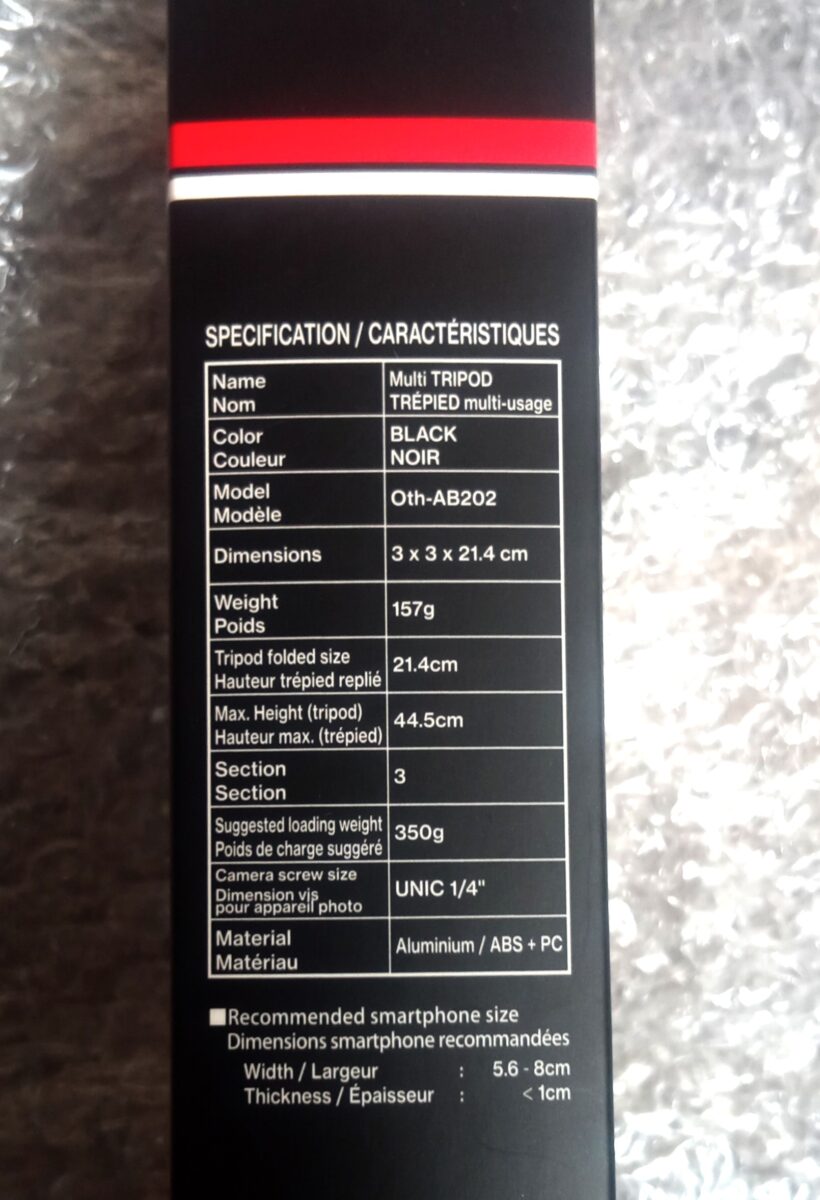 SPECIFICATION / CARACTÉRISTIQUES
Name Multi TRIPOD
Nom TRÉPIED multi-usage
Color BLACK
Couleur NOIR
Model Oth-AB202
Modèle
Dimensions 3 x 3 x 21.4 cm
Weight 157g
Poids
Tripod folded size 21.4cm
Hauteur trépied replié
Max. Height (tripod) 44.5cm
Hauteur max. (trépied)
Section 3
Section
Suggested loading weight 350g
Poids de charge suggéré
Camera screw size UNIC 1/4"
Dimension vis
pour appareil photo
Material Aluminium / ABS + PC
Matériau
Recommended smartphone size
Dimensions smartphone recommandées
Width / Largeur : 5.6 - 8cm
Thickness / Épaisseur : < 1cm